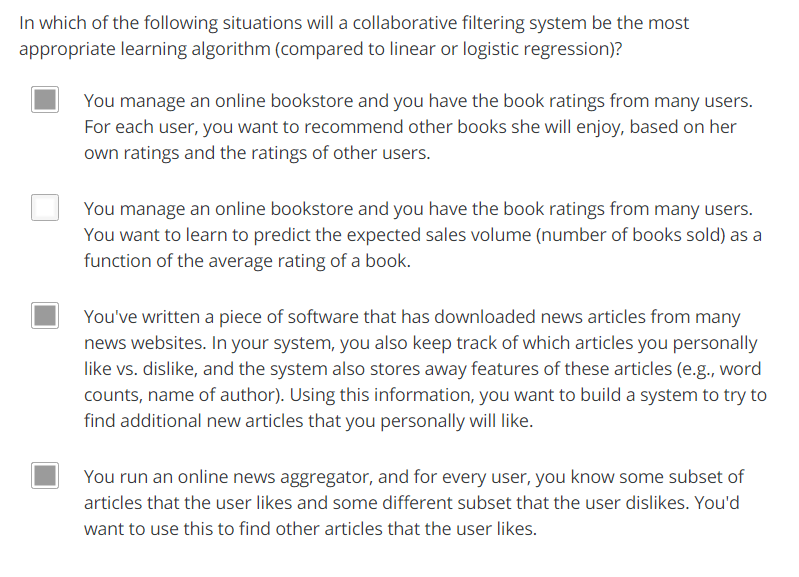 In which of the following situations will a collaborative filtering system be the most
appropriate learning algorithm (compared to linear or logistic regression)?
You manage an online bookstore and you have the book ratings from many users.
For each user, you want to recommend other books she will enjoy, based on her
own ratings and the ratings of other users.
You manage an online bookstore and you have the book ratings from many users.
You want to learn to predict the expected sales volume (number of books sold) as a
function of the average rating of a book.
You've written a piece of software that has downloaded news articles from many
news websites. In your system, you also keep track of which articles you personally
like vs. dislike, and the system also stores away features of these articles (e.g., word
counts, name of author). Using this information, you want to build a system to try to
find additional new articles that you personally will like.
You run an online news aggregator, and for every user, you know some subset of
articles that the user likes and some different subset that the user dislikes. You'd
want to use this to find other articles that the user likes.